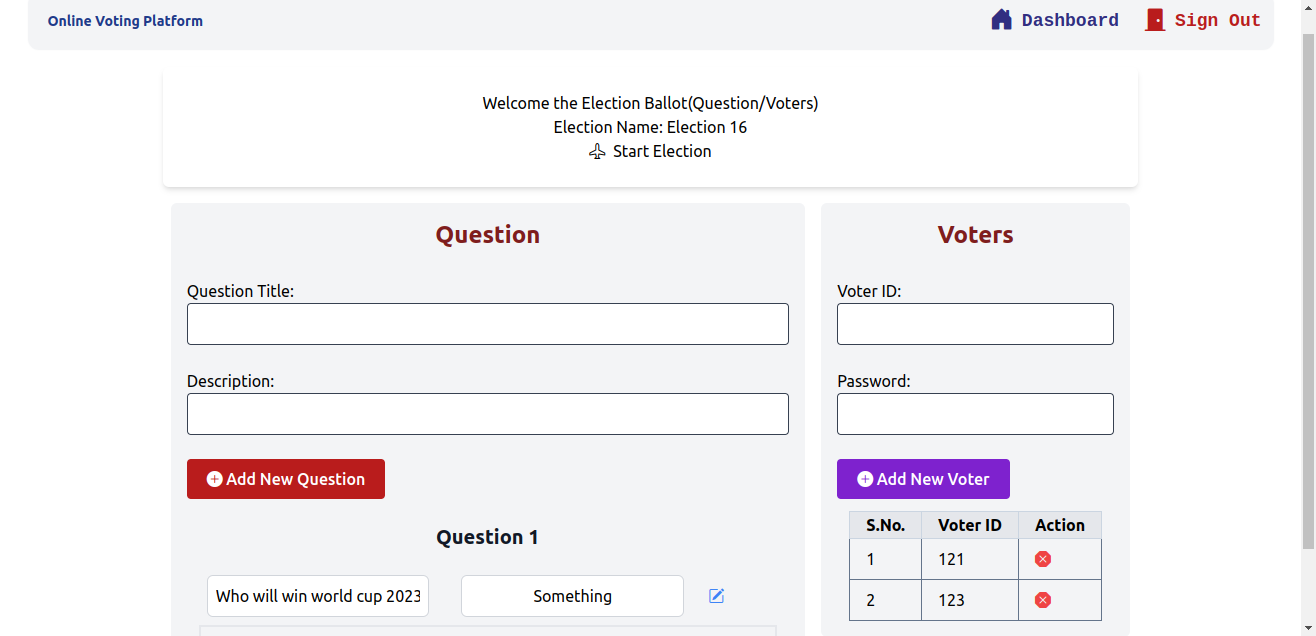 Online Voting Platform
Dashboard
Sign Out
Welcome the Election Ballot(Question/Voters)
Election Name: Election 16
Start Election
Question
Question Title:
Description:
Add New Question
Question 1
Who will win world cup 2023
Something
Voters
Voter ID:
Password:
Add New Voter
S.No. Voter ID Action
1 121
2 123